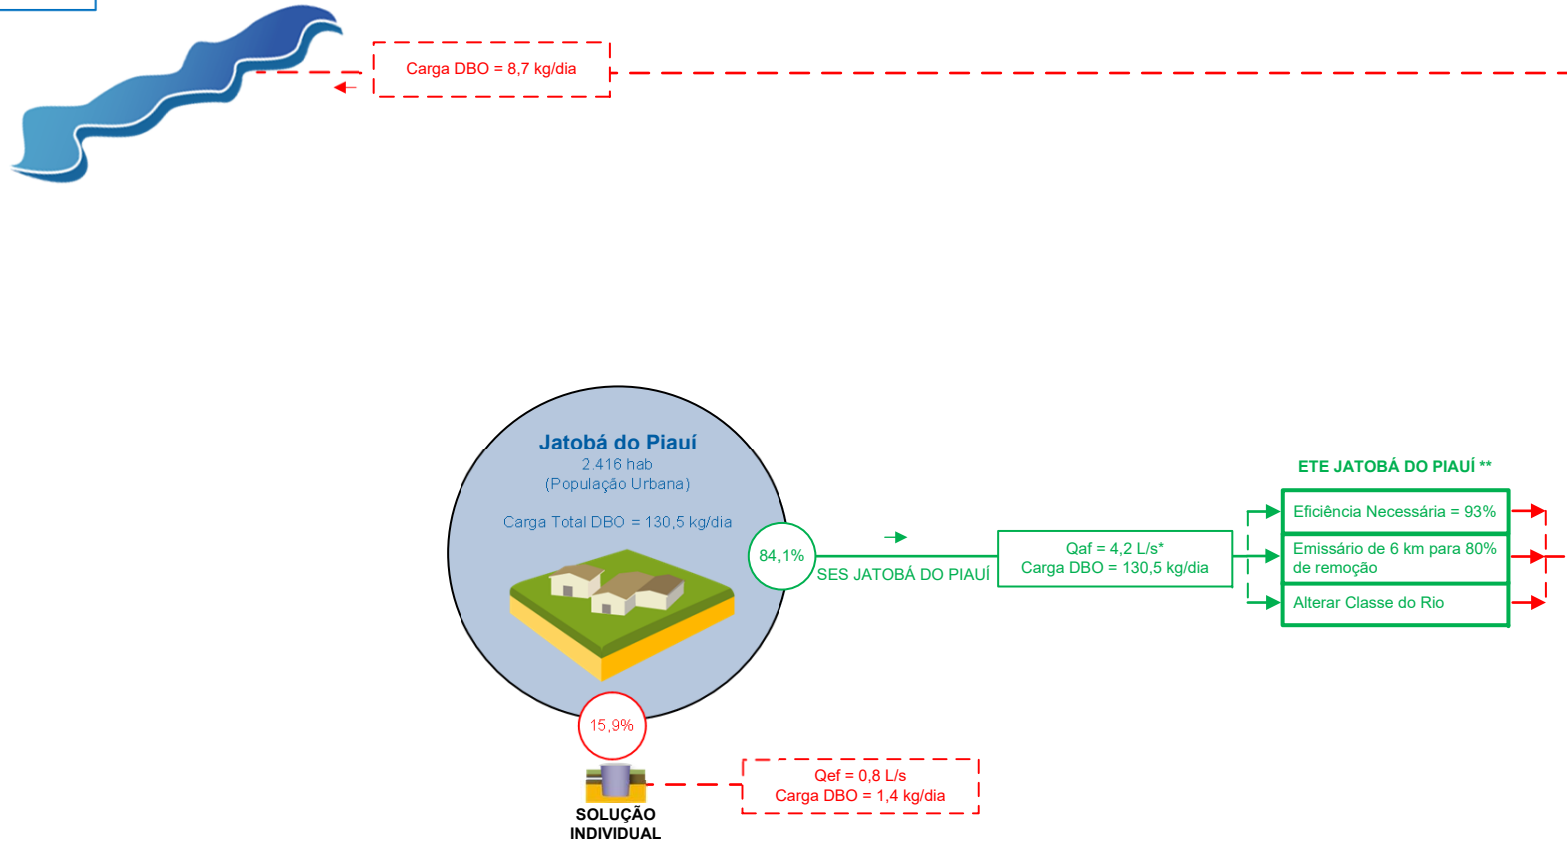 Carga DBO = 8,7 kg/dia
Jatobá do Piauí
2.416 hab
(População Urbana)
Carga Total DBO = 130,5 kg/dia
84,1%
SES JATOBÁ DO PIAUÍ
Qaf = 4,2 L/s*
Carga DBO = 130,5 kg/dia
ETE JATOBÁ DO PIAUÍ **
Eficiência Necessária = 93%
Emissário de 6 km para 80%
de remoção
Alterar Classe do Rio
15,9%
SOLUÇÃO
INDIVIDUAL
Qef = 0,8 L/s
Carga DBO = 1,4 kg/dia